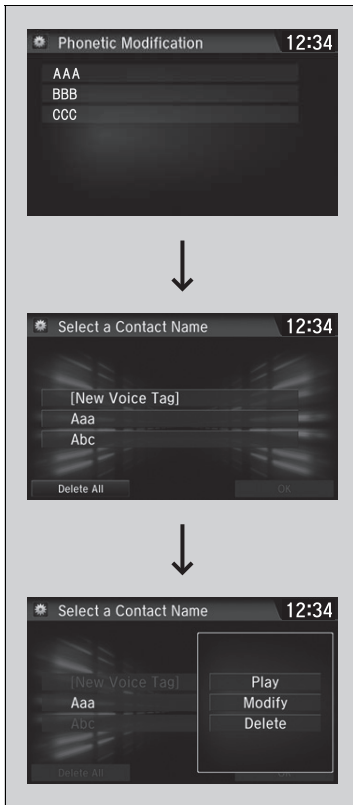 Phonetic Modification 12:34
AAA
BBB
CCC
Select a Contact Name 12:34
[New Voice Tag]
Aaa
Abc
Delete All OK
Select a Contact Name 12:34
[New Voice Tag] Play
Aaa Modify
Abc Delete
Delete All OK